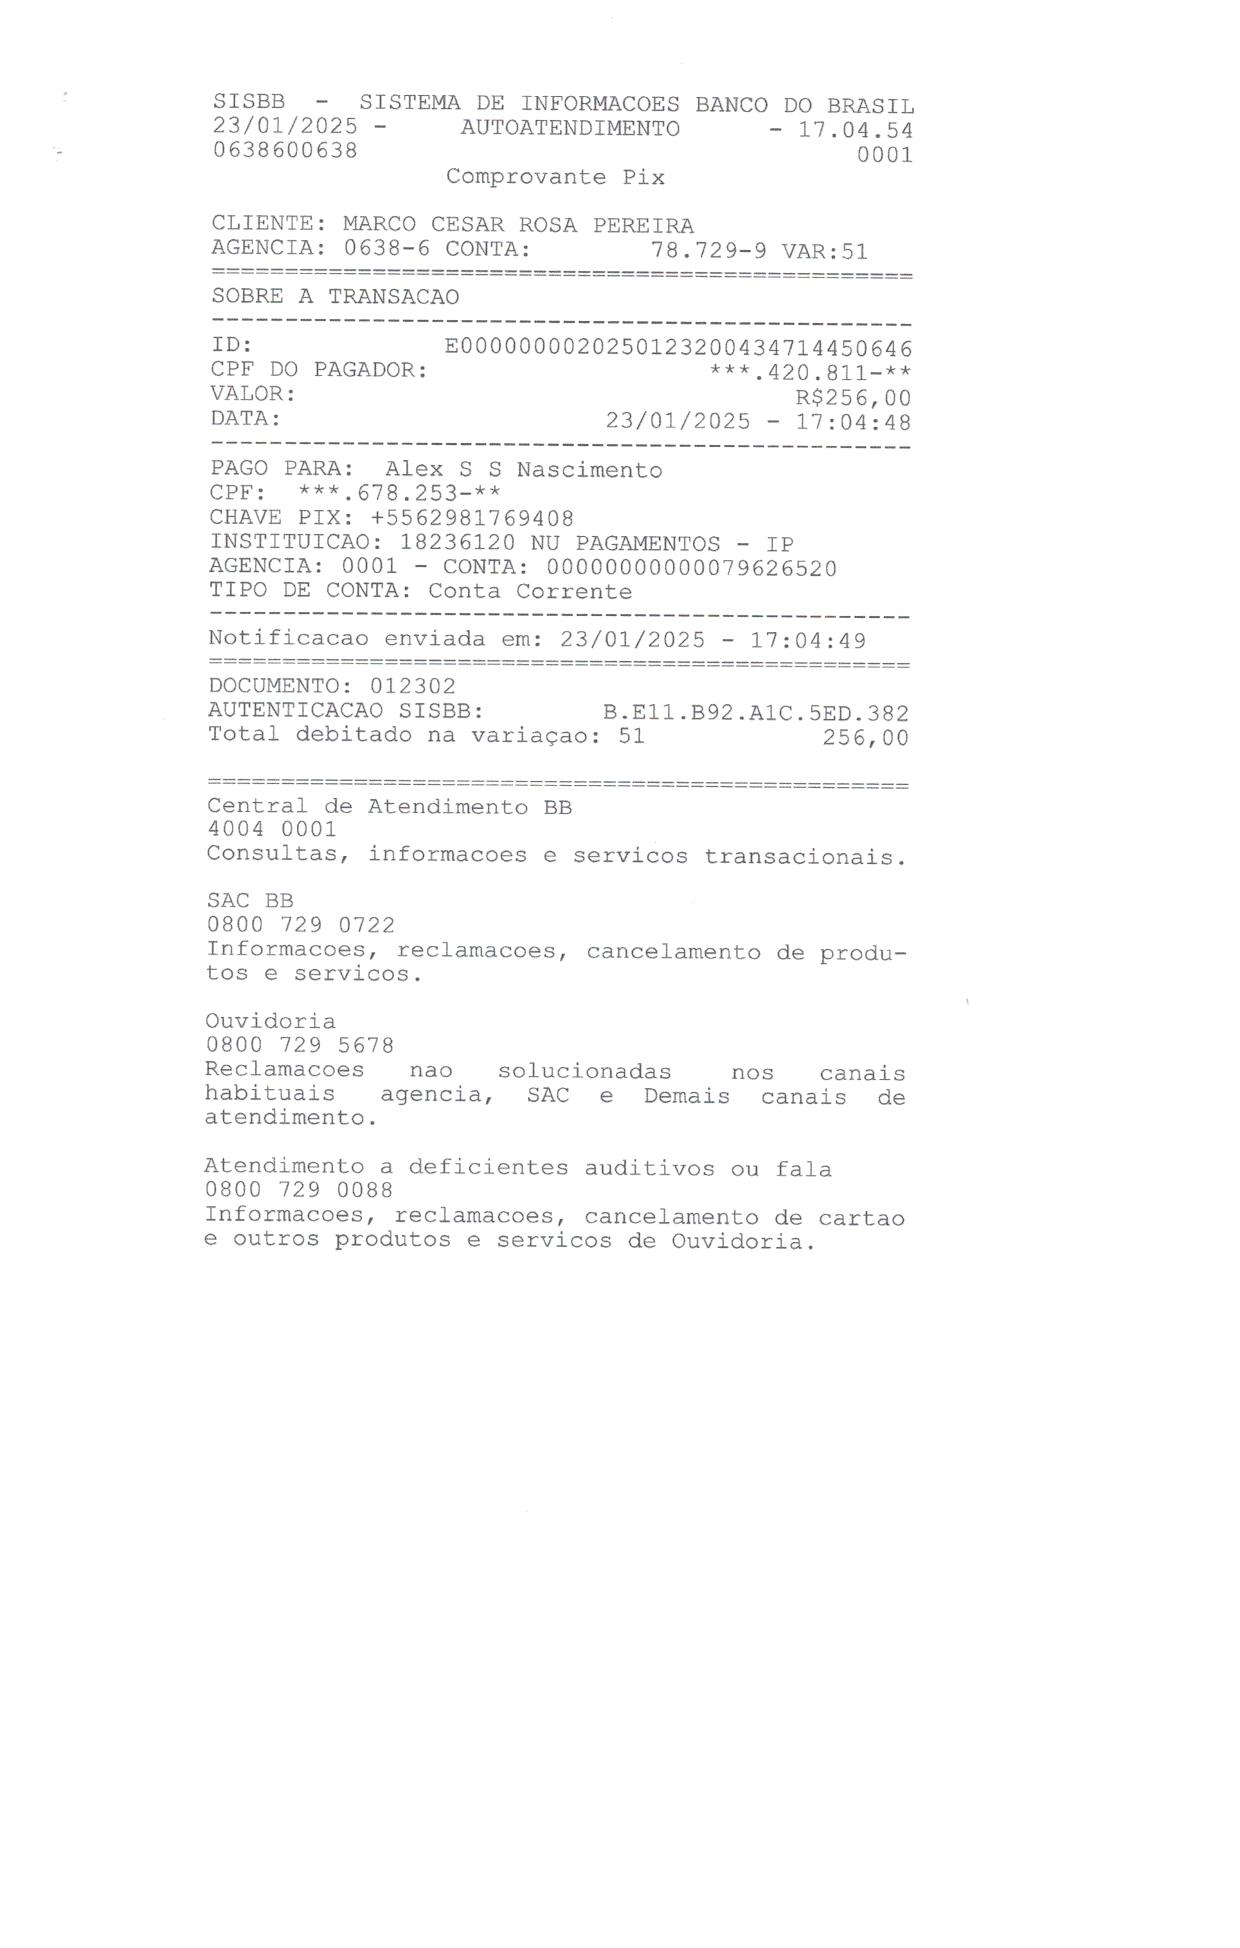 SISBB - SISTEMA DE INFORMACOES BANCO DO BRASIL
23/01/2025 - AUTOATENDIMENTO - 17.04.54
0638600638 0001
Comprovante Pix
CLIENTE: MARCO CESAR ROSA PEREIRA
AGENCIA: 0638-6 CONTA: 78.729-9 VAR:51
================================================
SOBRE A TRANSACAO
------------------------------------------------
ID: E00000000202501232004347144506​46
CPF DO PAGADOR: ***.420.811-**
VALOR: R$256,00
DATA: 23/01/2025 - 17:04:48
------------------------------------------------
PAGO PARA: Alex S S Nascimento
CPF: ***.678.253-**
CHAVE PIX: +5562981769408
INSTITUICAO: 18236120 NU PAGAMENTOS - IP
AGENCIA: 0001 - CONTA: 00000000000079626520
TIPO DE CONTA: Conta Corrente
------------------------------------------------
Notificacao enviada em: 23/01/2025 - 17:04:49
================================================
DOCUMENTO: 012302
AUTENTICACAO SISBB: B.E11.B92.A1C.5ED.382
Total debitado na variaçao: 51 256,00
================================================
Central de Atendimento BB
4004 0001
Consultas, informacoes e servicos transacionais.
SAC BB
0800 729 0722
Informacoes, reclamacoes, cancelamento de produ-
tos e servicos.
Ouvidoria
0800 729 5678
Reclamacoes nao solucionadas nos canais
habituais agencia, SAC e Demais canais de
atendimento.
Atendimento a deficientes auditivos ou fala
0800 729 0088
Informacoes, reclamacoes, cancelamento de cartao
e outros produtos e servicos de Ouvidoria.